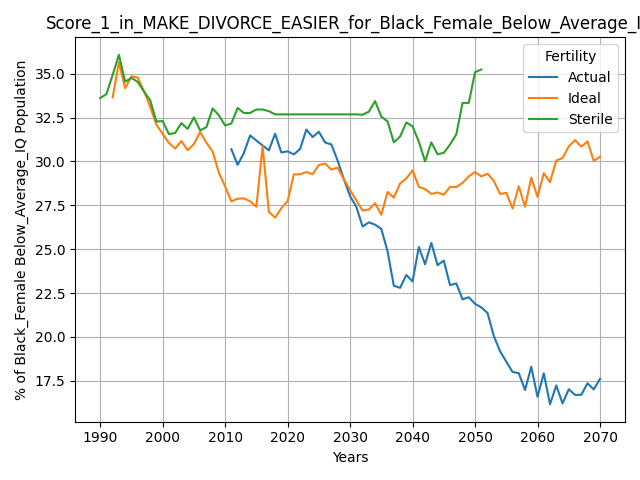 Score_1_in_MAKE_DIVORCE_EASIER_for_Black_Female_Below_Average_I
% of Black_Female Below_Average_IQ Population
Fertility
Actual
Ideal
Sterile
35.0
32.5
30.0
27.5
25.0
22.5
20.0
17.5
1990 2000 2010 2020 2030 2040 2050 2060 2070
Years